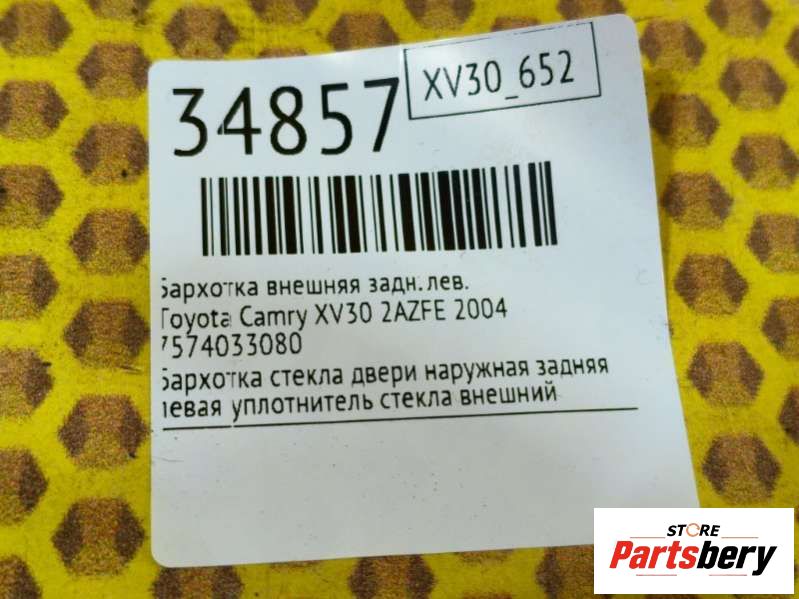 34857
XV30_652
Бархотка внешняя задн. лев.
Toyota Camry XV30 2AZFE 2004
7574033080
Бархотка стекла двери наружная задняя
левая уплотнитель стекла внешний
STORE
Partsbery